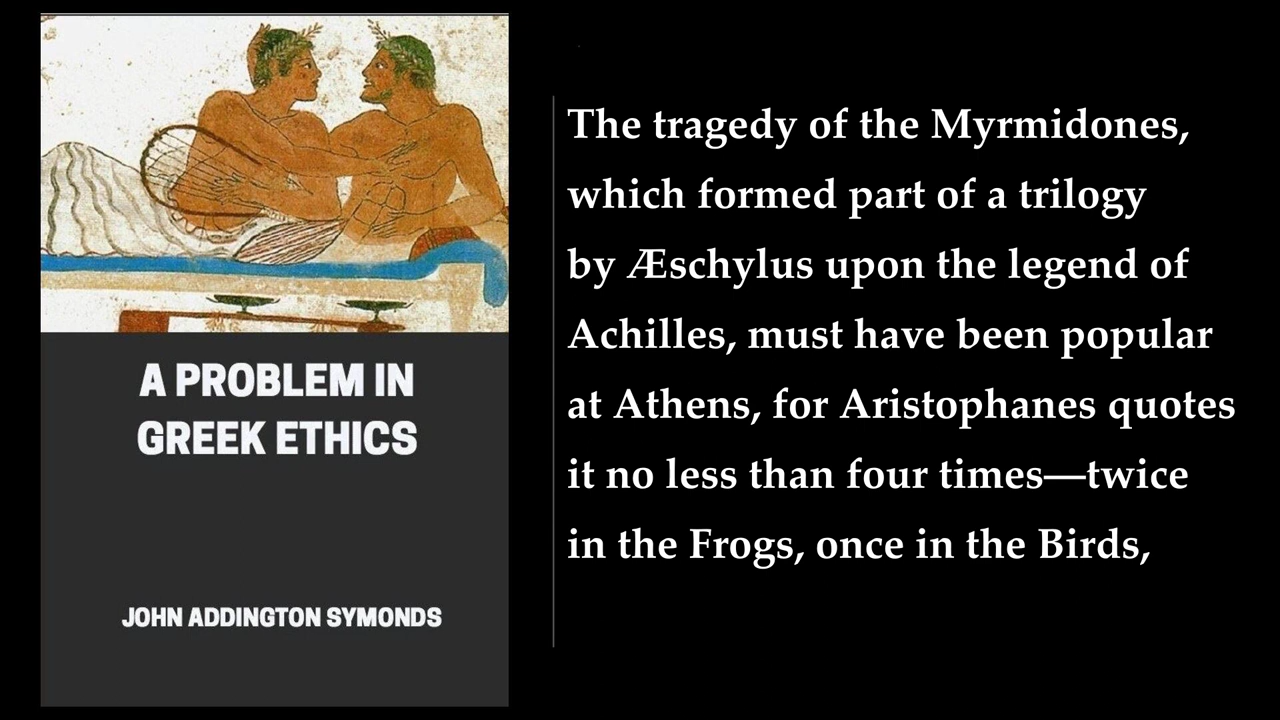 A PROBLEM IN
GREEK ETHICS
JOHN ADDINGTON SYMONDS
The tragedy of the Myrmidones,
which formed part of a trilogy
by Æschylus upon the legend of
Achilles, must have been popular
at Athens, for Aristophanes quotes
it no less than four times—twice
in the Frogs, once in the Birds,